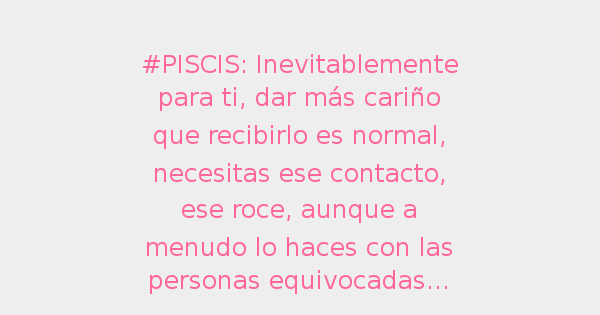 #PISCIS: Inevitablemente
para ti, dar más cariño
que recibirlo es normal,
necesitas ese contacto,
ese roce, aunque a
menudo lo haces con las
personas equivocadas...